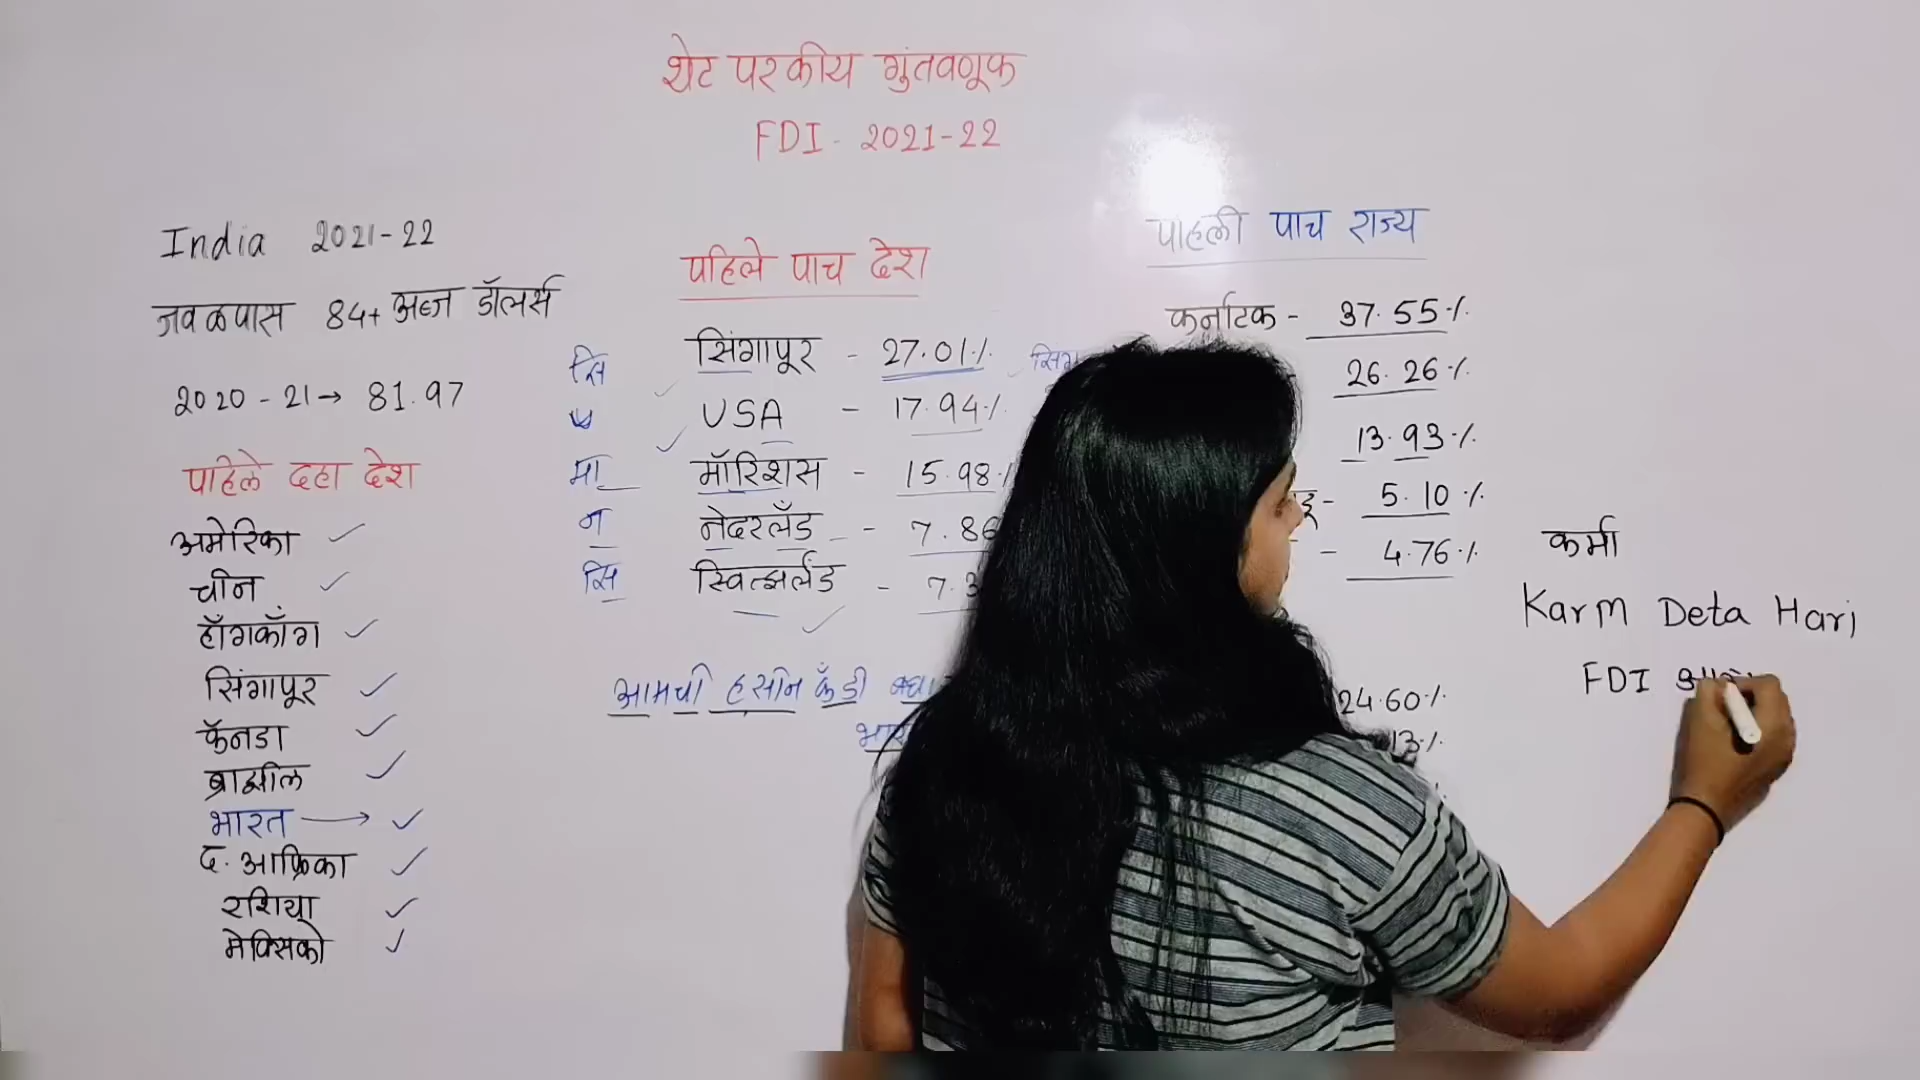 थेट परकीय गुंतवणूक
FDI - 2021-22
India 2021-22
जवळपास 84+ अब्ज डॉलर्स
2020 - 21 → 81.97
पहिले दहा देश
अमेरिका ✓
चीन ✓
हॉगकॉंग ✓
सिंगापूर ✓
कॅनडा ✓
ब्राझील ✓
भारत → ✓
द. आफ्रिका ✓
रशिया ✓
मेक्सिको ✓
पहिले पाच देश
सि सिंगापूर - 27.01%
USA - 17.94%
मा मॉरिशस - 15.98%
न नेदरलँड - 7.86
सि स्वित्झर्लंड - 7.3
आमची हसीन कँडी
पाहली पाच राज्य
कर्नाटक - 37.55%
26.26%
13.93%
5.10%
- 4.76%
24.60%
13%
कर्मा
Karm Deta Hari
FDI